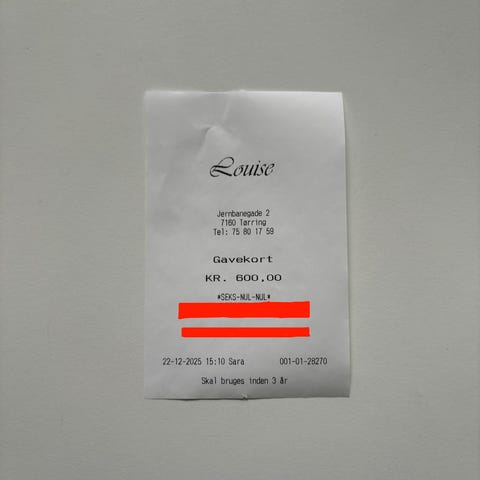 Louise
Jernbanegade 2
7160 Tørring
Tel: 75 80 17 59
Gavekort
KR. 600,00
*SEKS-NUL-NUL*
22-12-2025 15:10 Sara 001-01-28270
Skal bruges inden 3 år